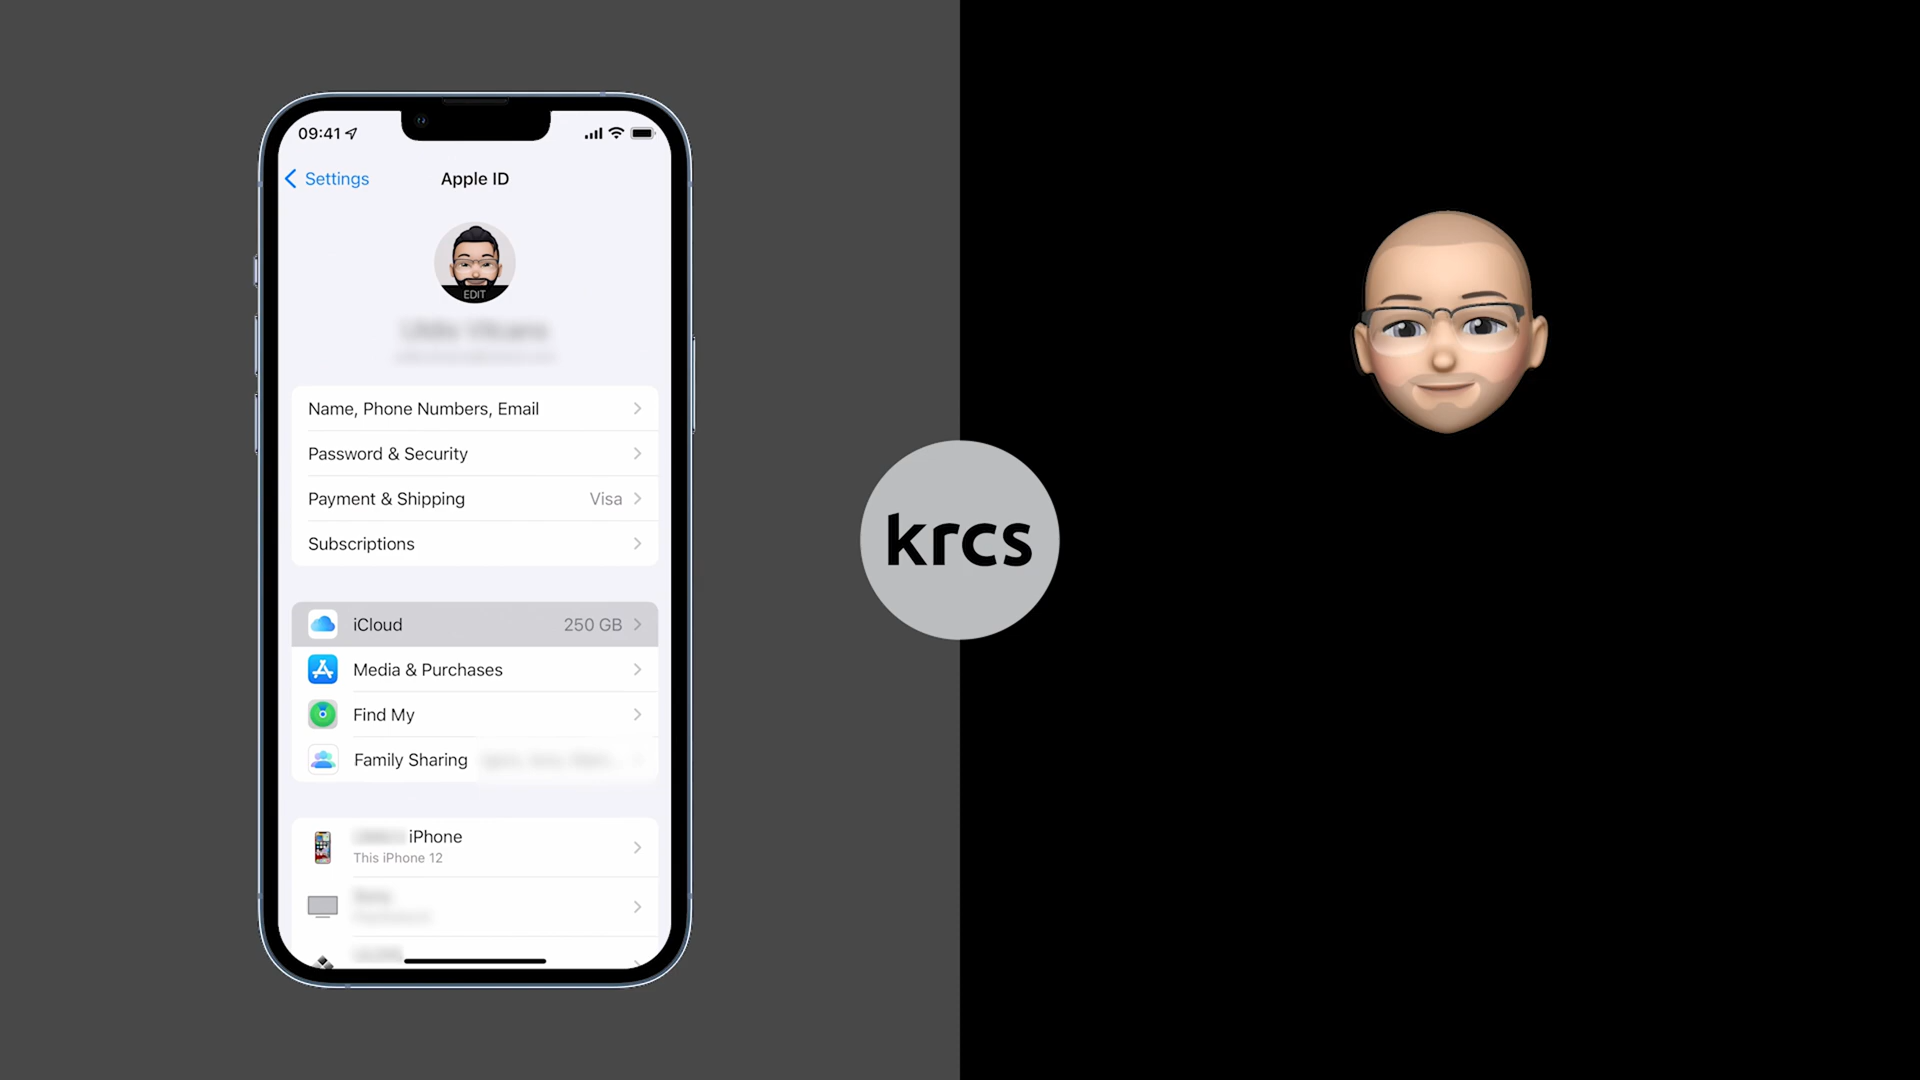 09:41
Settings
Apple ID
EDIT
Name, Phone Numbers, Email
Password & Security
Payment & Shipping Visa
Subscriptions
iCloud 250 GB
Media & Purchases
Find My
Family Sharing
iPhone
This iPhone 12
krcs